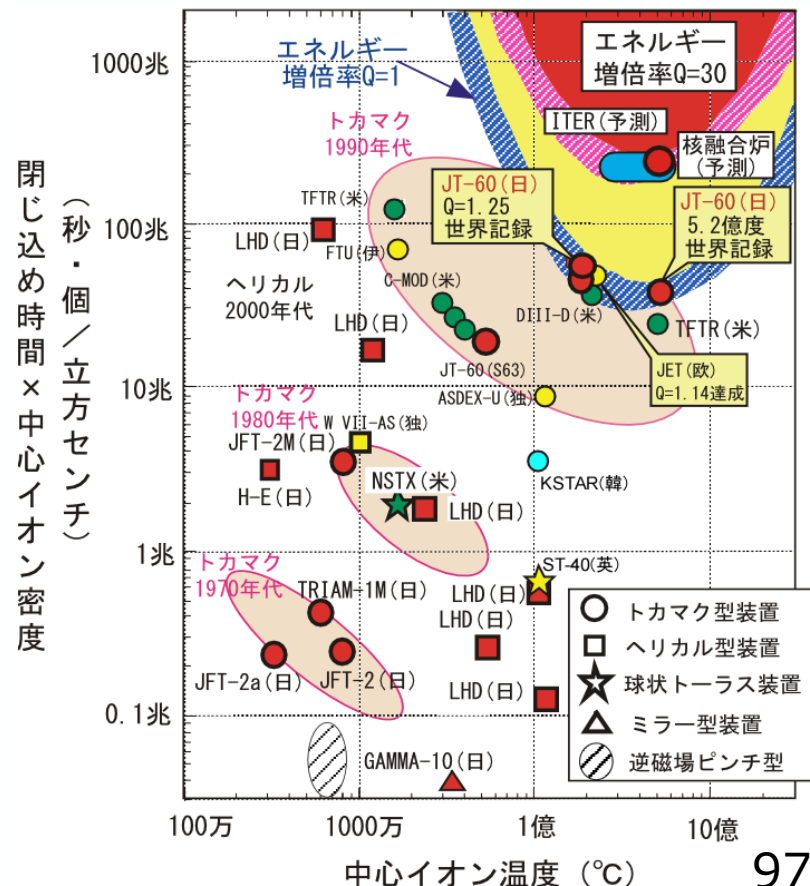 エネルギー
増倍率Q=1
エネルギー
増倍率Q=30
1000兆
ITER(予測)
核融合炉
(予測)
トカマク
1990年代
JT-60(日)
Q=1.25
世界記録
JT-60(日)
5.2億度
世界記録
TFTR(米)
100兆
LHD(日)
FTU(伊)
C-MOD(米)
ヘリカル
2000年代
LHD(日)
DIII-D(米)
TFTR(米)
JT-60(S63)
JET(欧)
Q=1.14達成
10兆
ASDEX-U(独)
トカマク
1980年代
W VII-AS(独)
JFT-2M(日)
H-E(日)
NSTX(米)
KSTAR(韓)
LHD(日)
1兆
トカマク
1970年代
ST-40(英)
TRIAM-1M(日)
LHD(日)
LHD(日)
JFT-2a(日)
JFT-2(日)
LHD(日)
0.1兆
GAMMA-10(日)
トカマク型装置
ヘリカル型装置
球状トーラス装置
ミラー型装置
逆磁場ピンチ型
100万
1000万
1億
10億
中心イオン温度(℃)
閉じ込め時間×中心イオン密度
(秒・個/立方センチ)
97